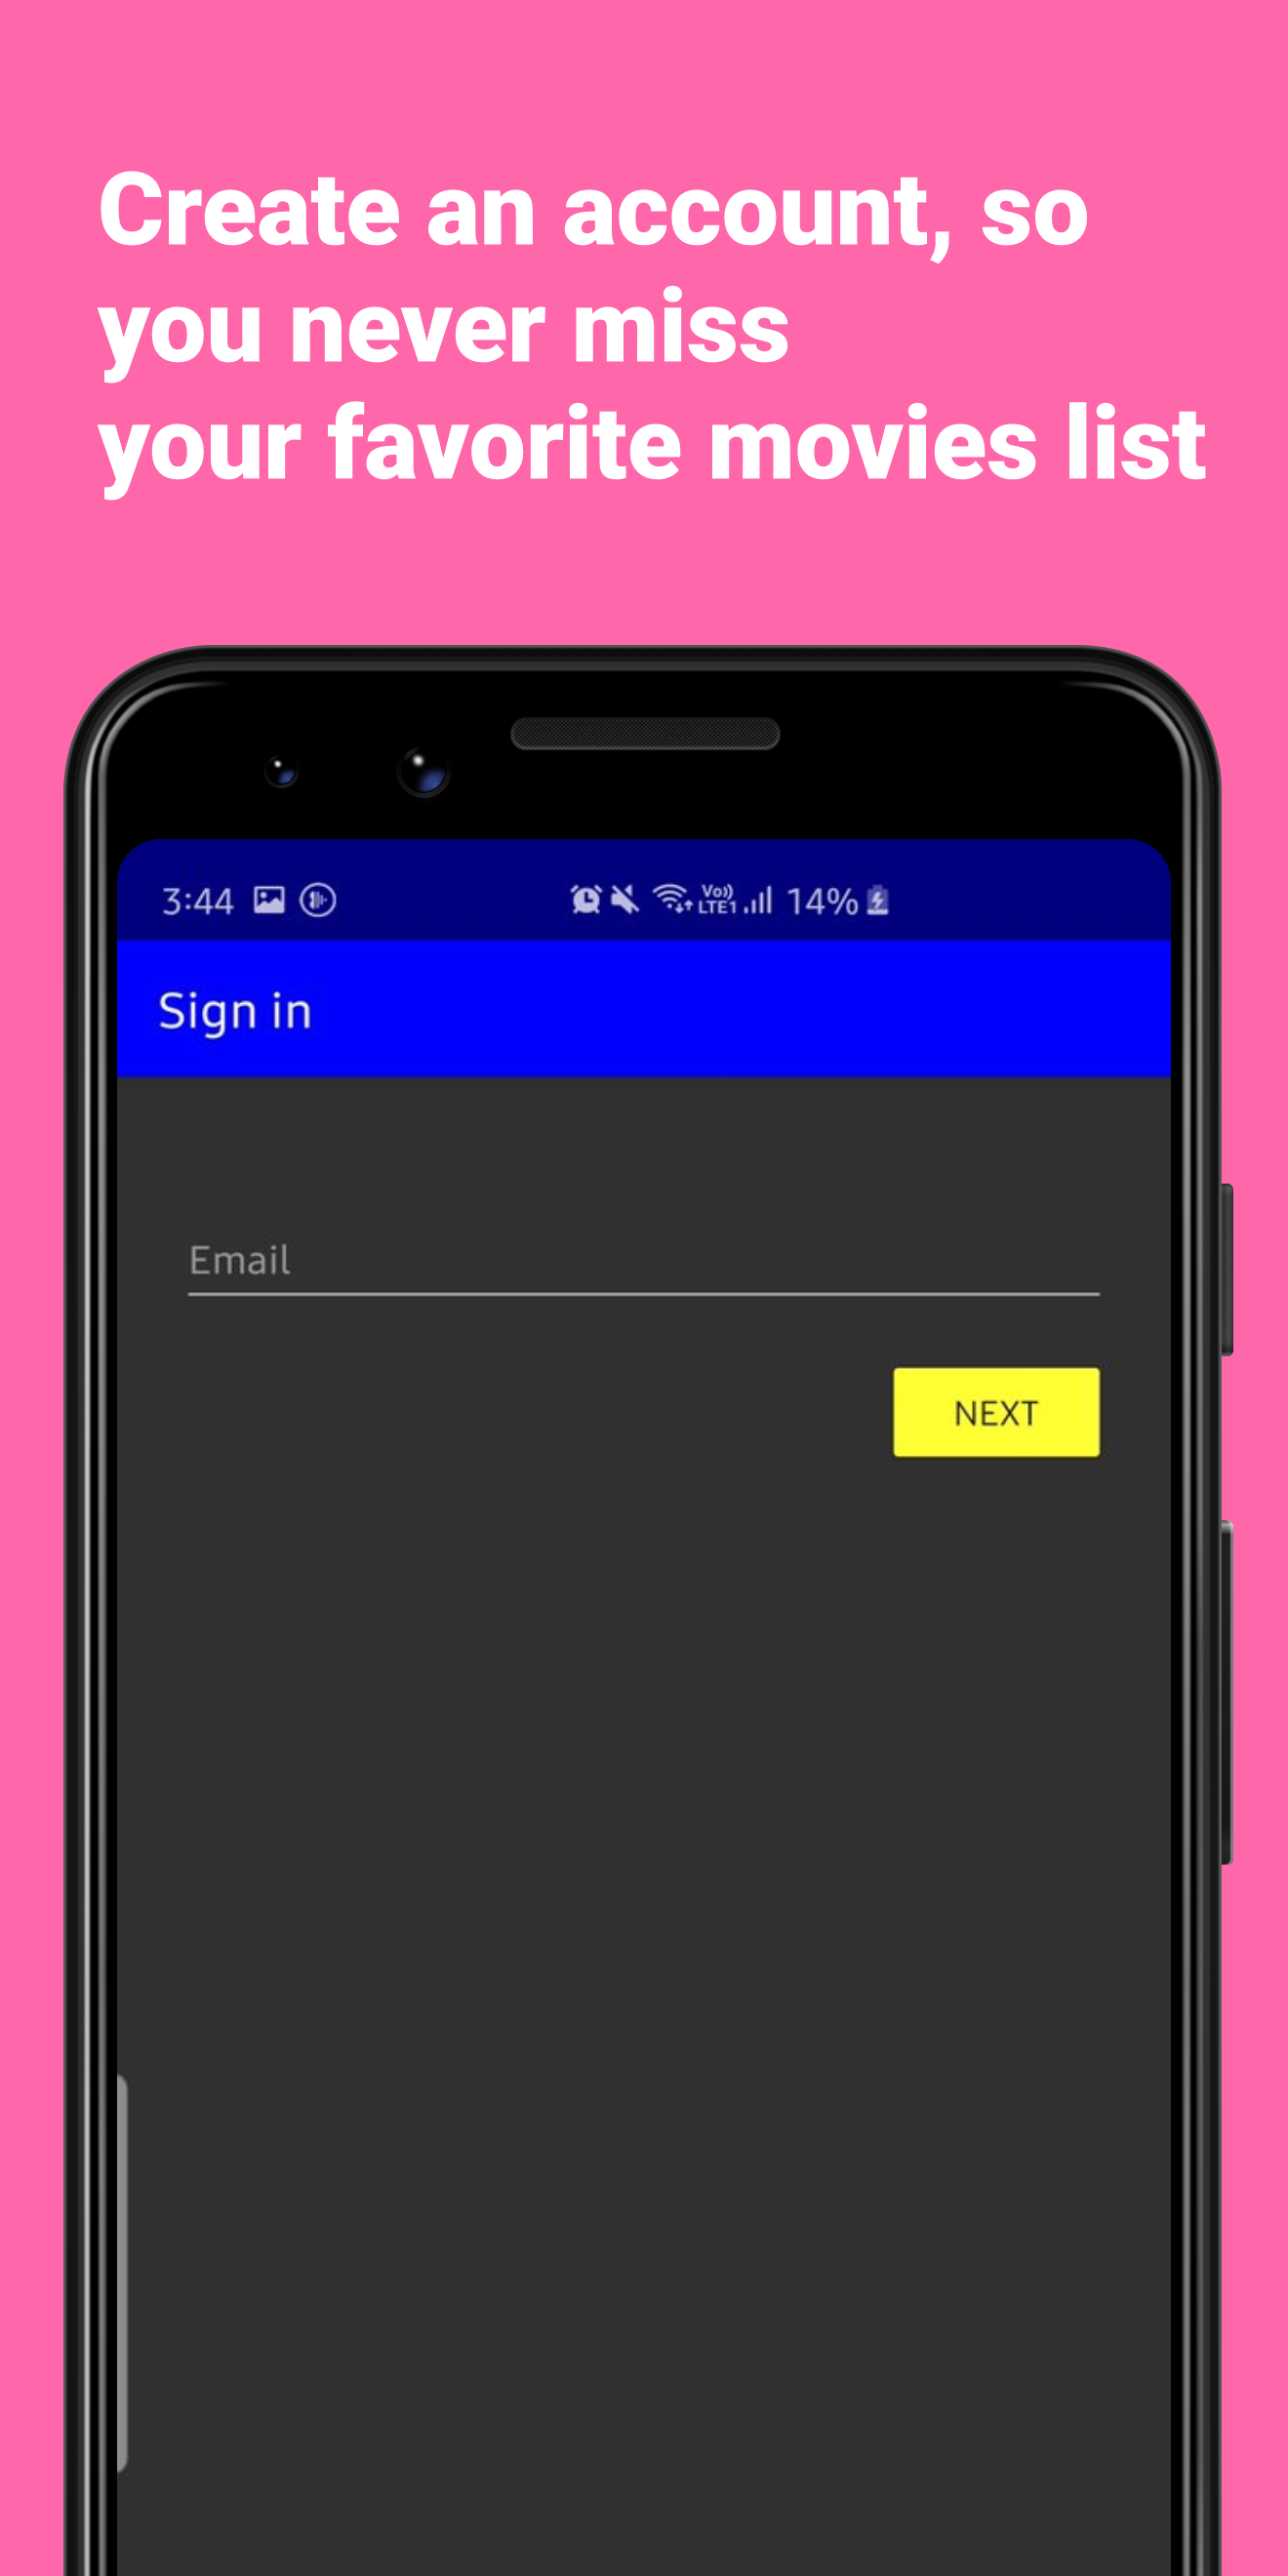 Create an account, so
you never miss
your favorite movies list
3:44 Vo)) LTE1 14%
Sign in
Email
NEXT